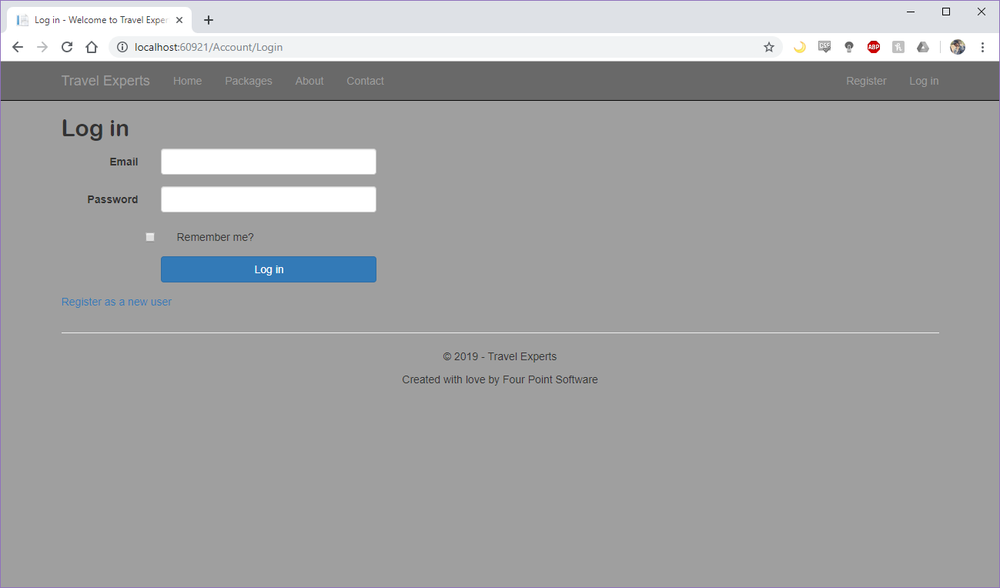 Log in - Welcome to Travel Exper
localhost:60921/Account/Login
CSS
ABP
Travel Experts Home Packages About Contact Register Log in
Log in
Email
Password
Remember me?
Log in
Register as a new user
© 2019 - Travel Experts
Created with love by Four Point Software